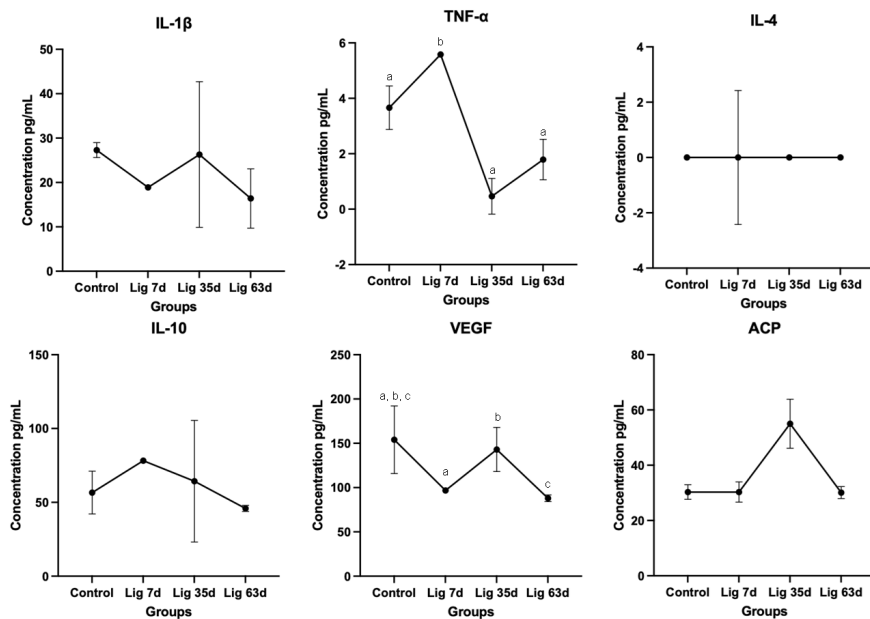 IL-1β
50
40
30
20
10
0
Concentration pg/mL
Control Lig 7d Lig 35d Lig 63d
Groups
TNF-α
6
4
2
0
-2
Concentration pg/mL
a
b
a
a
Control Lig 7d Lig 35d Lig 63d
Groups
IL-4
4
2
0
-2
-4
Concentration pg/mL
Control Lig 7d Lig 35d Lig 63d
Groups
IL-10
150
100
50
0
Concentration pg/mL
Control Lig 7d Lig 35d Lig 63d
Groups
VEGF
250
200
150
100
50
0
Concentration pg/mL
a, b, c
a
b
c
Control Lig 7d Lig 35d Lig 63d
Groups
ACP
80
60
40
20
0
Concentration pg/mL
Control Lig 7d Lig 35d Lig 63d
Groups